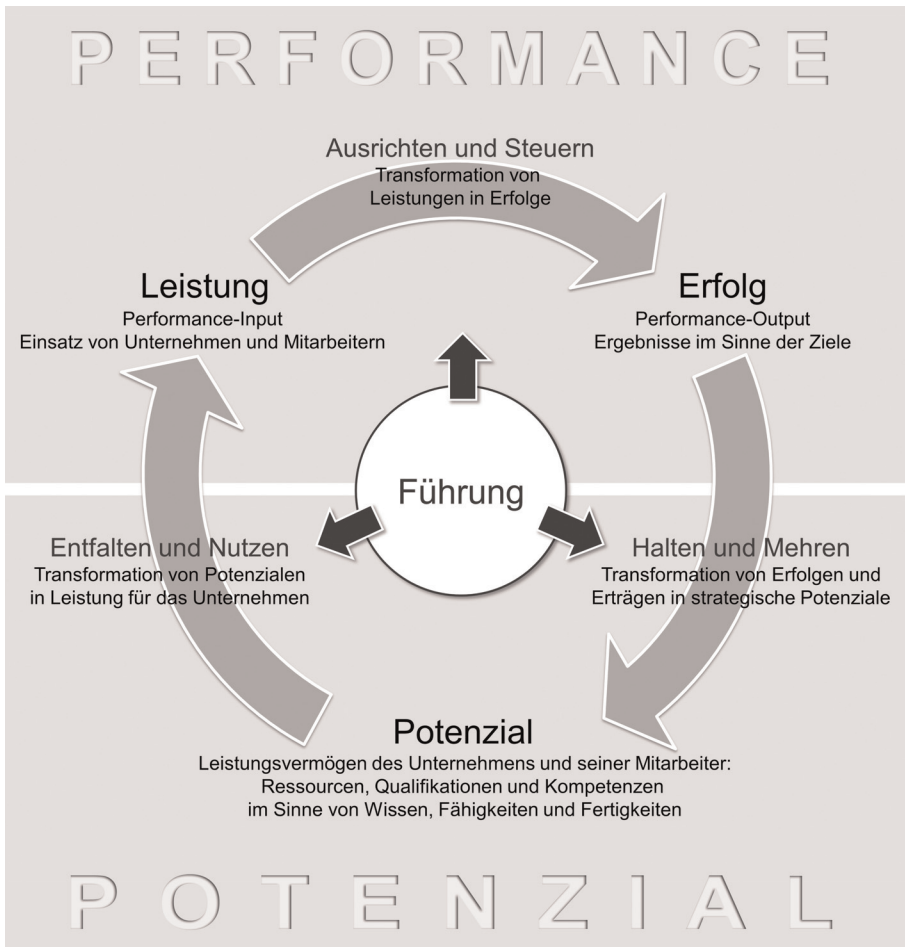 PERFORMANCE
Ausrichten und Steuern
Transformation von
Leistungen in Erfolge
Leistung
Performance-Input
Einsatz von Unternehmen und Mitarbeitern
Erfolg
Performance-Output
Ergebnisse im Sinne der Ziele
Führung
Entfalten und Nutzen
Transformation von Potenzialen
in Leistung für das Unternehmen
Halten und Mehren
Transformation von Erfolgen und
Erträgen in strategische Potenziale
Potenzial
Leistungsvermögen des Unternehmens und seiner Mitarbeiter:
Ressourcen, Qualifikationen und Kompetenzen
im Sinne von Wissen, Fähigkeiten und Fertigkeiten
POTENZIAL